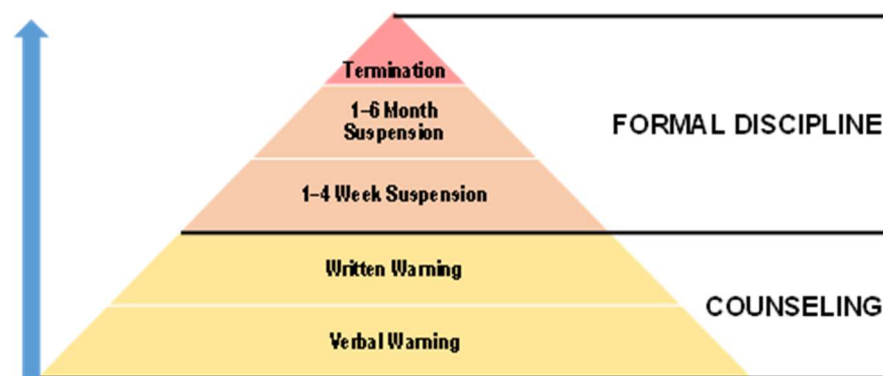 Termination
1–6 Month
Suspension
FORMAL DISCIPLINE
1–4 Week Suspension
Written Warning
COUNSELING
Verbal Warning